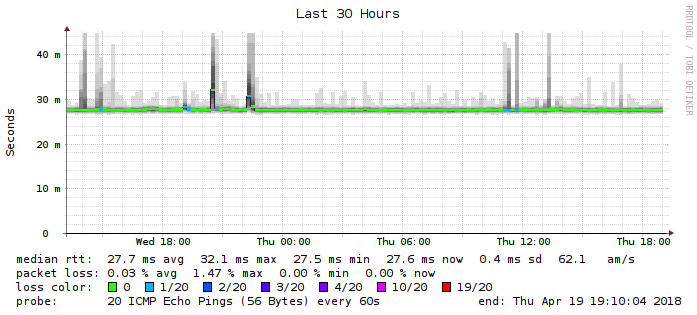 Last 30 Hours
RRDTOOL / TOBI OETIKER
Seconds
40 m
30 m
20 m
10 m
0
Wed 18:00 Thu 00:00 Thu 06:00 Thu 12:00 Thu 18:00
median rtt: 27.7 ms avg 32.1 ms max 27.5 ms min 27.6 ms now 0.4 ms sd 62.1 am/s
packet loss: 0.03 % avg 1.47 % max 0.00 % min 0.00 % now
loss color: 0 1/20 2/20 3/20 4/20 10/20 19/20
probe: 20 ICMP Echo Pings (56 Bytes) every 60s end: Thu Apr 19 19:10:04 2018